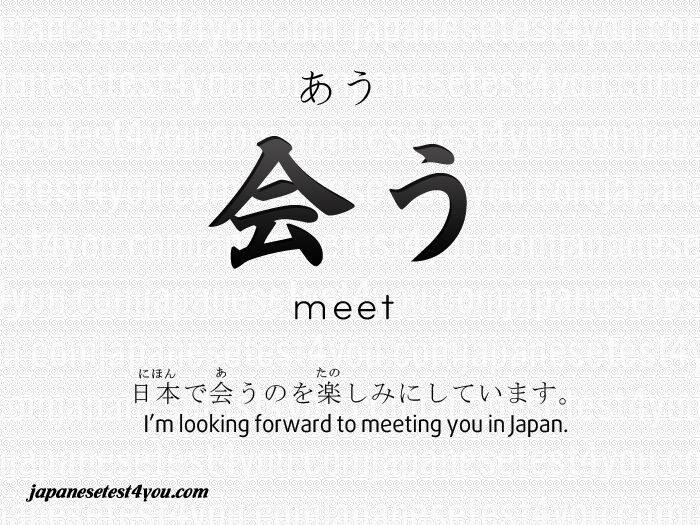 あう
会う
meet
にほん あ たの
日本で会うのを楽しみにしています。
I'm looking forward to meeting you in Japan.
japanesetest4you.com